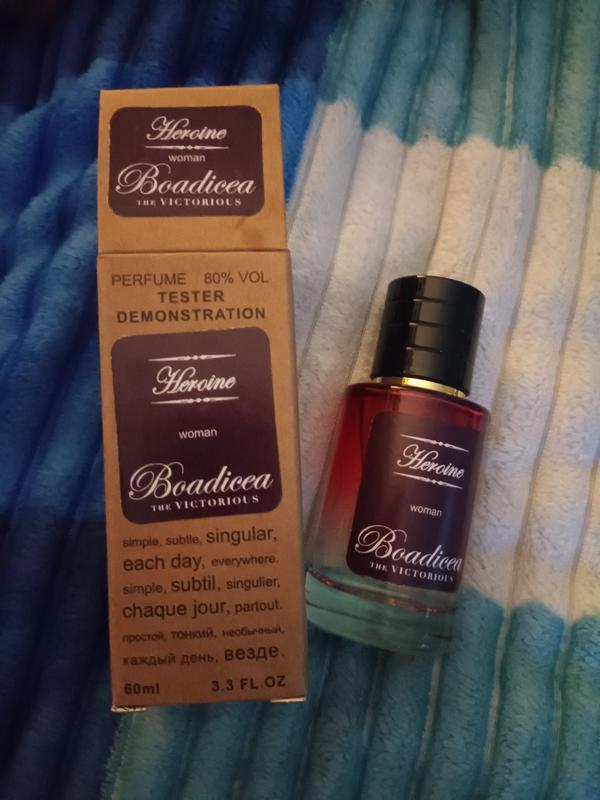 Heroine
woman
Boadicea
THE VICTORIOUS
PERFUME 80% VOL
TESTER
DEMONSTRATION
Heroine
woman
Boadicea
THE VICTORIOUS
simple, subtle, singular,
each day, everywhere.
simple, subtil, singulier,
chaque jour, partout.
простой, тонкий, необычный,
каждый день, везде.
60ml 3.3 FL.OZ
Heroine
woman
Boadicea
THE VICTORIOUS